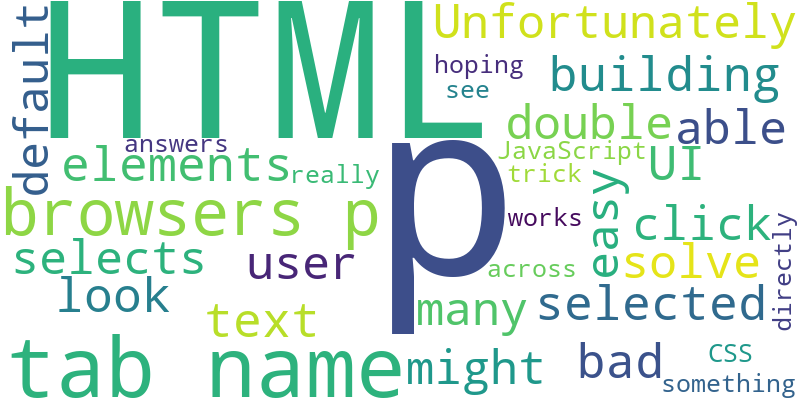 default
HTML
Unfortunately
hoping
building
see
double
able
answers
JavaScript
elements
really
trick
UI
p
browsers p
works
easy
click
selects
user
across
solve
directly
look
many
selected
text
tab name
might
bad
CSS
something